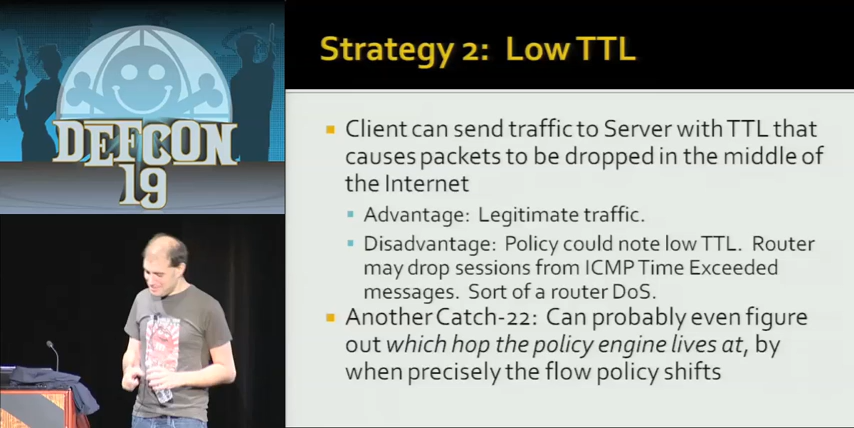 DEFCON
19
Strategy 2: Low TTL
Client can send traffic to Server with TTL that
causes packets to be dropped in the middle of
the Internet
Advantage: Legitimate traffic.
Disadvantage: Policy could note low TTL. Router
may drop sessions from ICMP Time Exceeded
messages. Sort of a router DoS.
Another Catch-22: Can probably even figure
out which hop the policy engine lives at, by
when precisely the flow policy shifts